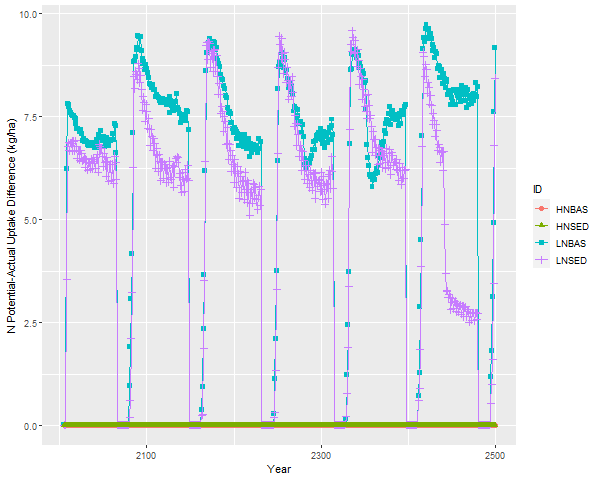 10.0
7.5
5.0
2.5
0.0
N Potential-Actual Uptake Difference (kg/ha)
2100
2300
2500
Year
ID
HNBAS
HNSED
LNBAS
LNSED